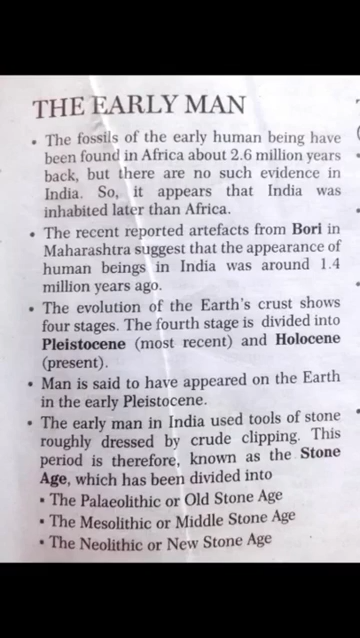 THE EARLY MAN
• The fossils of the early human being have
been found in Africa about 2.6 million years
back, but there are no such evidence in
India. So, it appears that India was
inhabited later than Africa.
• The recent reported artefacts from Bori in
Maharashtra suggest that the appearance of
human beings in India was around 1.4
million years ago.
• The evolution of the Earth's crust shows
four stages. The fourth stage is divided into
Pleistocene (most recent) and Holocene
(present).
• Man is said to have appeared on the Earth
in the early Pleistocene.
• The early man in India used tools of stone
roughly dressed by crude clipping. This
period is therefore, known as the Stone
Age, which has been divided into
• The Palaeolithic or Old Stone Age
• The Mesolithic or Middle Stone Age
• The Neolithic or New Stone Age